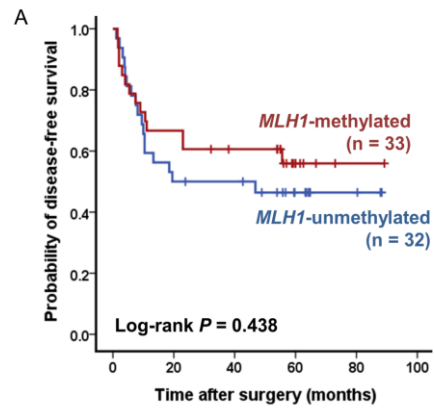 A
Probability of disease-free survival
1.0
0.8
0.6
0.4
0.2
0.0
MLH1-methylated
(n = 33)
MLH1-unmethylated
(n = 32)
Log-rank P = 0.438
0 20 40 60 80 100
Time after surgery (months)